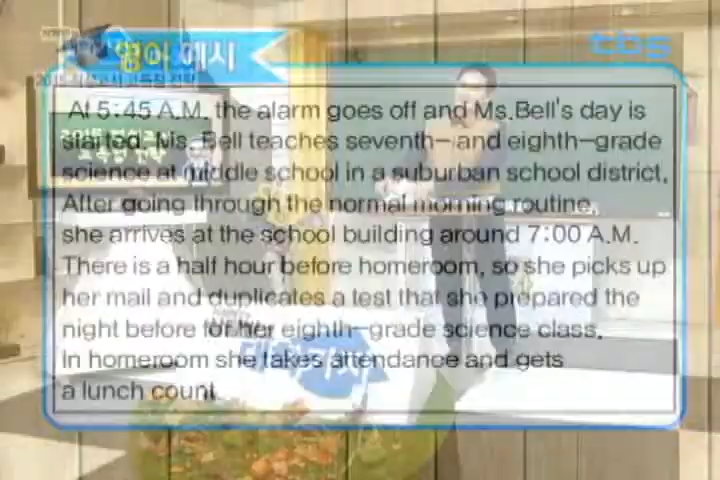 영어 예시
tbs
At 5:45 A.M. the alarm goes off and Ms.Bell's day is
started. Ms. Bell teaches seventh- and eighth-grade
science at middle school in a suburban school district.
After going through the normal morning routine,
she arrives at the school building around 7:00 A.M.
There is a half hour before homeroom, so she picks up
her mail and duplicates a test that she prepared the
night before for her eighth-grade science class.
In homeroom she takes attendance and gets
a lunch count.